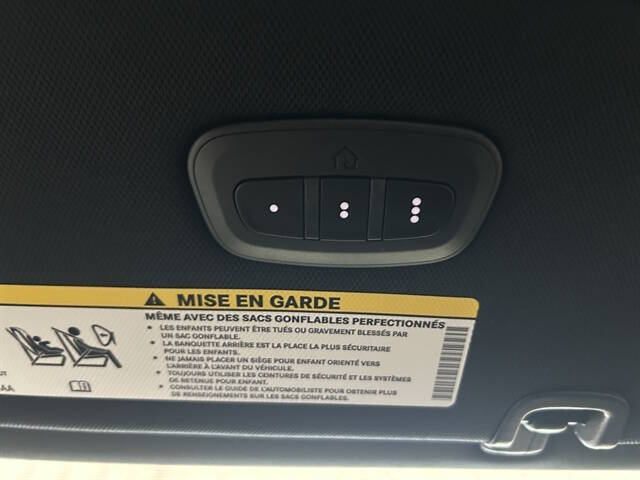 MISE EN GARDE
MÊME AVEC DES SACS GONFLABLES PERFECTIONNÉS
• LES ENFANTS PEUVENT ÊTRE TUÉS OU GRAVEMENT BLESSÉS PAR
UN SAC GONFLABLE.
• LA BANQUETTE ARRIÈRE EST LA PLACE LA PLUS SÉCURITAIRE
POUR LES ENFANTS.
• NE JAMAIS PLACER UN SIÈGE POUR ENFANT ORIENTÉ VERS
L'ARRIÈRE À L'AVANT DU VÉHICULE.
• TOUJOURS UTILISER LES CEINTURES DE SÉCURITÉ ET LES SYSTÈMES
DE RETENUE POUR ENFANT.
• CONSULTER LE GUIDE DE L'AUTOMOBILISTE POUR OBTENIR PLUS
DE RENSEIGNEMENTS SUR LES SACS GONFLABLES.